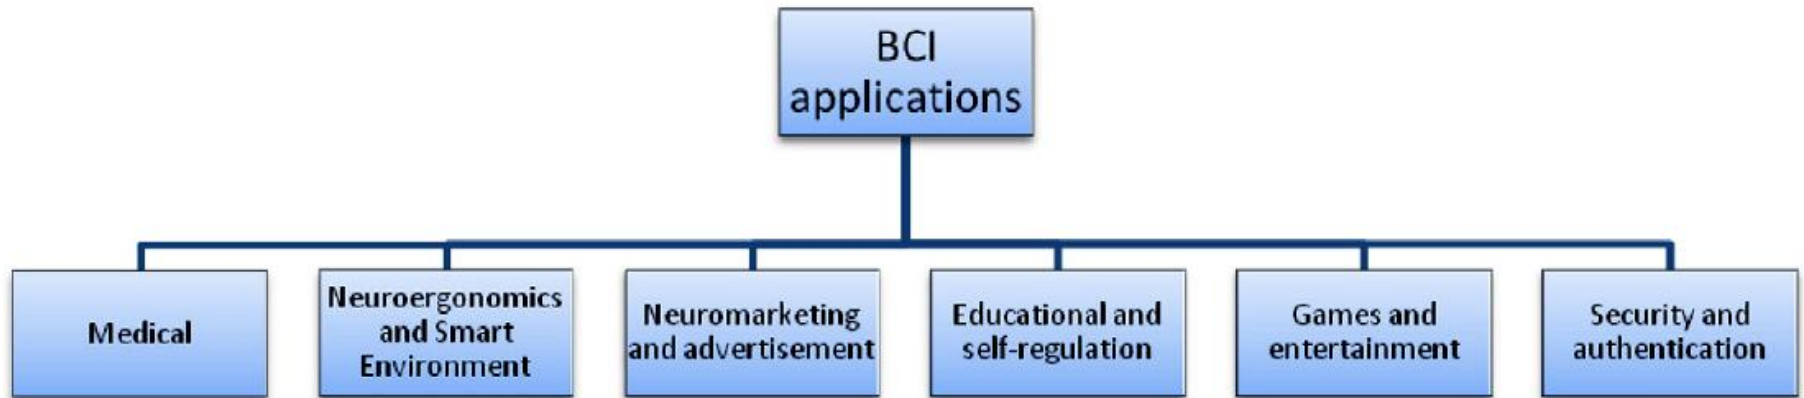 BCI
applications
Medical
Neuroergonomics
and Smart
Environment
Neuromarketing
and advertisement
Educational and
self-regulation
Games and
entertainment
Security and
authentication